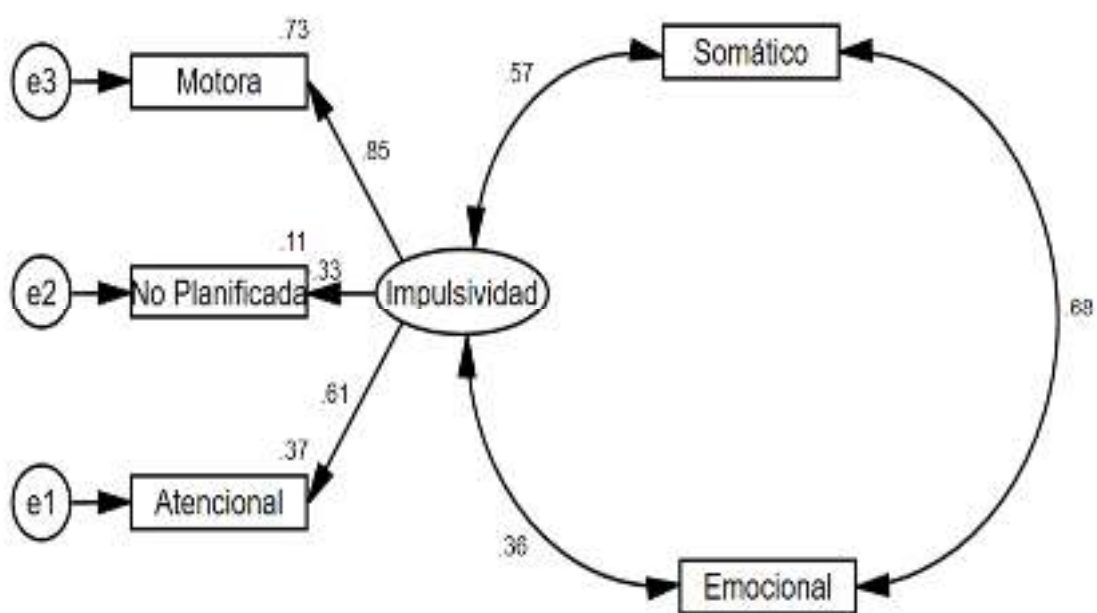 .73
Somático
e3
Motora
.57
.85
.11
e2
No Planificada
.33
Impulsividad
.68
.61
.37
e1
Atencional
.36
Emocional